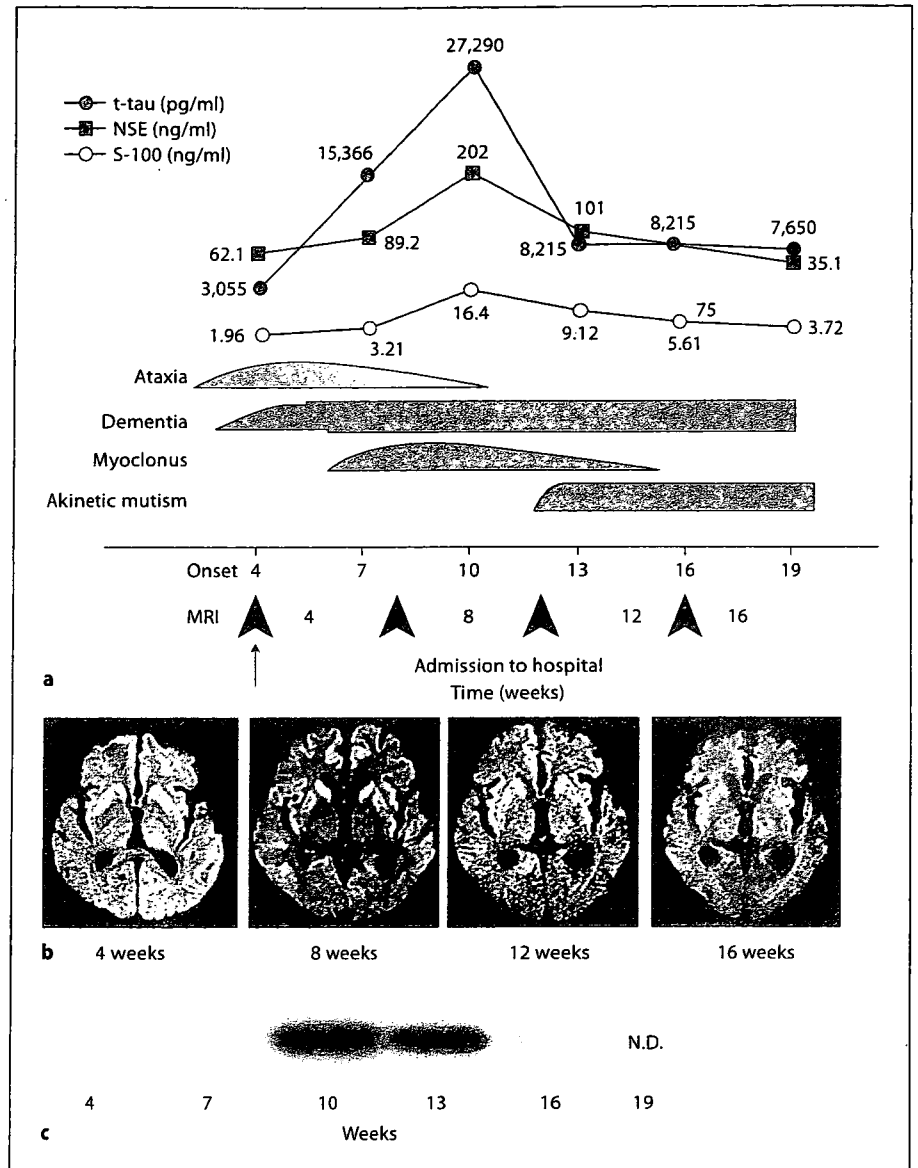 27,290
t-tau (pg/ml)
NSE (ng/ml)
S-100 (ng/ml)
15,366
202
62.1
89.2
101
8,215
8,215
7,650
35.1
3,055
1.96
3.21
16.4
9.12
75
5.61
3.72
Ataxia
Dementia
Myoclonus
Akinetic mutism
Onset 4 7 10 13 16 19
MRI 4 8 12 16
Admission to hospital
a
Time (weeks)
b 4 weeks 8 weeks 12 weeks 16 weeks
N.D.
4 7 10 13 16 19
c Weeks